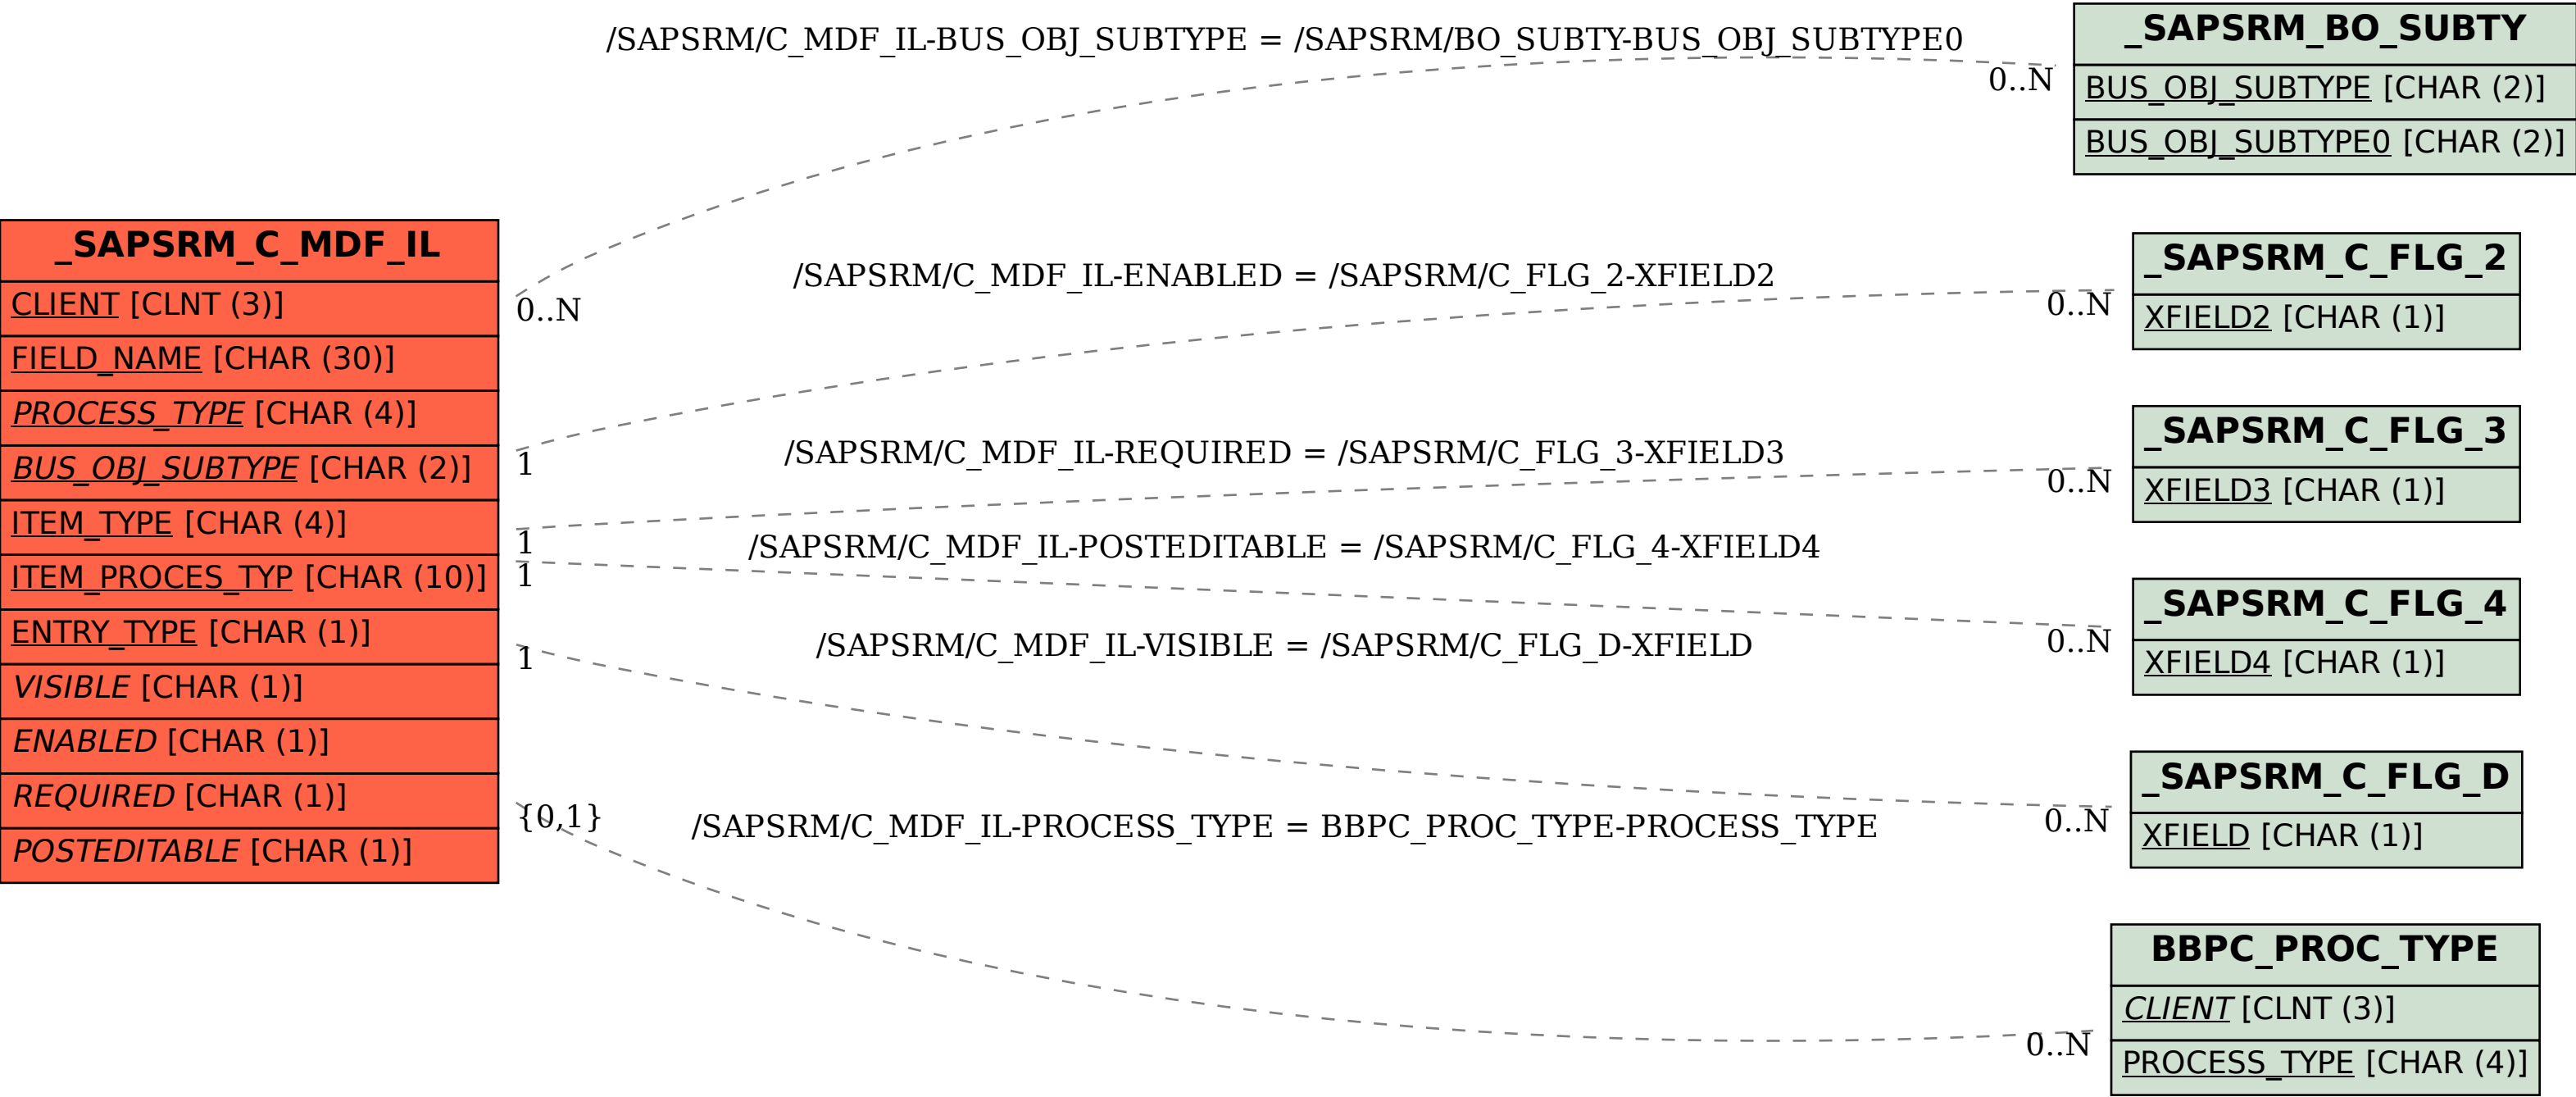 /SAPSRM/C_MDF_IL-BUS_OBJ_SUBTYPE = /SAPSRM/BO_SUBTY-BUS_OBJ_SUBTYPE0
0..N
0..N
_SAPSRM_BO_SUBTY
BUS_OBJ_SUBTYPE [CHAR (2)]
BUS_OBJ_SUBTYPE0 [CHAR (2)]
_SAPSRM_C_MDF_IL
CLIENT [CLNT (3)]
FIELD_NAME [CHAR (30)]
PROCESS_TYPE [CHAR (4)]
BUS_OBJ_SUBTYPE [CHAR (2)]
ITEM_TYPE [CHAR (4)]
ITEM_PROCES_TYP [CHAR (10)]
ENTRY_TYPE [CHAR (1)]
VISIBLE [CHAR (1)]
ENABLED [CHAR (1)]
REQUIRED [CHAR (1)]
POSTEDITABLE [CHAR (1)]
/SAPSRM/C_MDF_IL-ENABLED = /SAPSRM/C_FLG_2-XFIELD2
1
0..N
_SAPSRM_C_FLG_2
XFIELD2 [CHAR (1)]
/SAPSRM/C_MDF_IL-REQUIRED = /SAPSRM/C_FLG_3-XFIELD3
1
0..N
_SAPSRM_C_FLG_3
XFIELD3 [CHAR (1)]
/SAPSRM/C_MDF_IL-POSTEDITABLE = /SAPSRM/C_FLG_4-XFIELD4
1
0..N
_SAPSRM_C_FLG_4
XFIELD4 [CHAR (1)]
/SAPSRM/C_MDF_IL-VISIBLE = /SAPSRM/C_FLG_D-XFIELD
1
0..N
_SAPSRM_C_FLG_D
XFIELD [CHAR (1)]
/SAPSRM/C_MDF_IL-PROCESS_TYPE = BBPC_PROC_TYPE-PROCESS_TYPE
{0,1}
0..N
BBPC_PROC_TYPE
CLIENT [CLNT (3)]
PROCESS_TYPE [CHAR (4)]